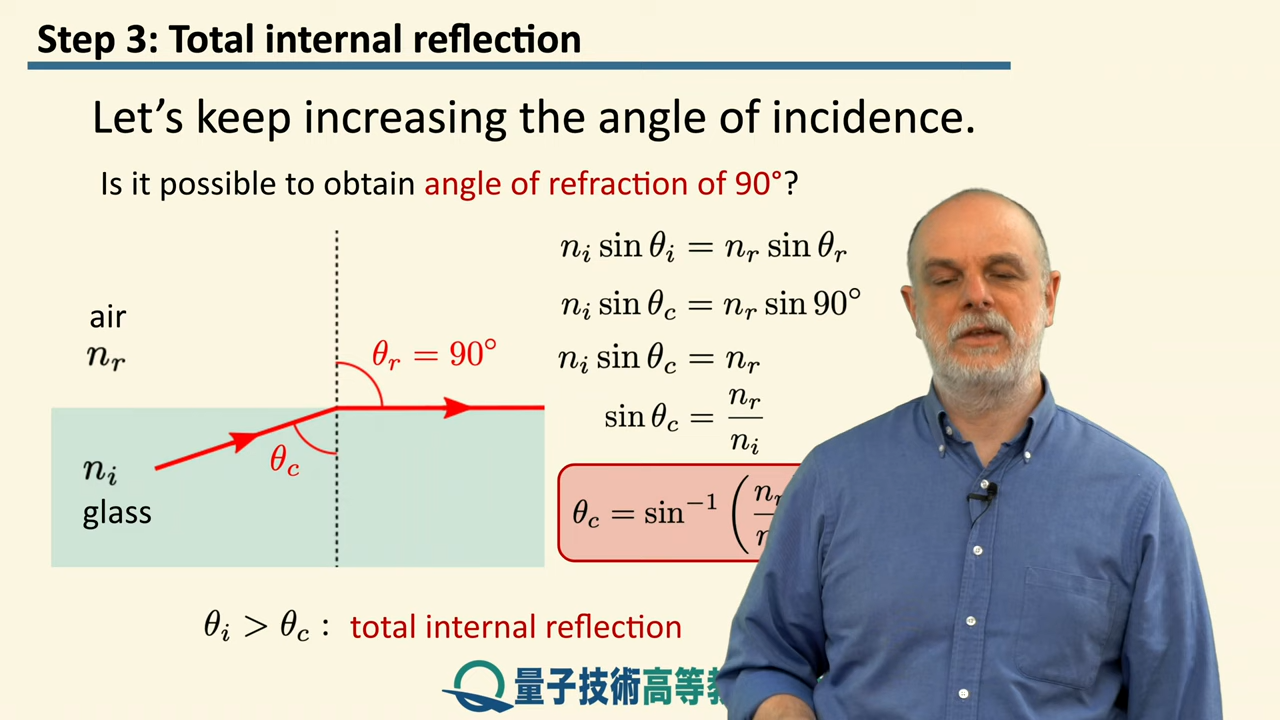 Step 3: Total internal reflection
Let's keep increasing the angle of incidence.
Is it possible to obtain angle of refraction of 90°?
n_i sin θ_i = n_r sin θ_r
n_i sin θ_c = n_r sin 90°
n_i sin θ_c = n_r
sin θ_c = n_r / n_i
θ_c = sin⁻¹ (n
air
n_r
θ_r = 90°
θ_c
n_i
glass
θ_i > θ_c : total internal reflection
量子技術高等